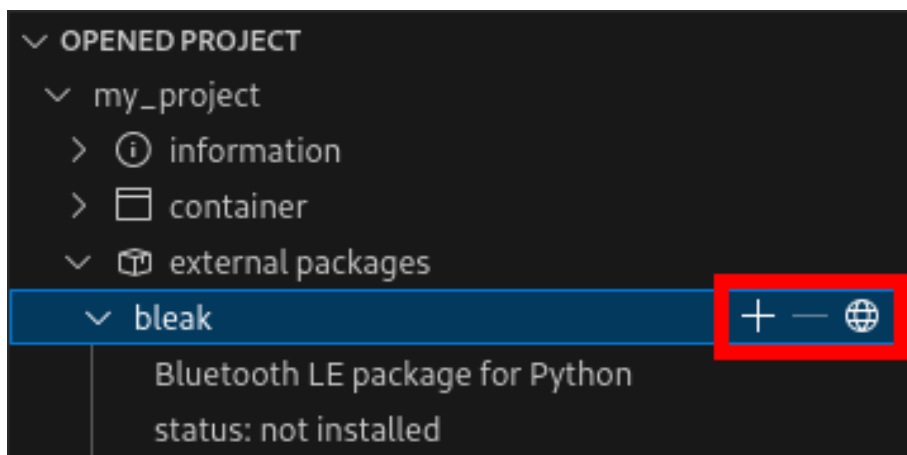 OPENED PROJECT
my_project
information
container
external packages
bleak
Bluetooth LE package for Python
status: not installed